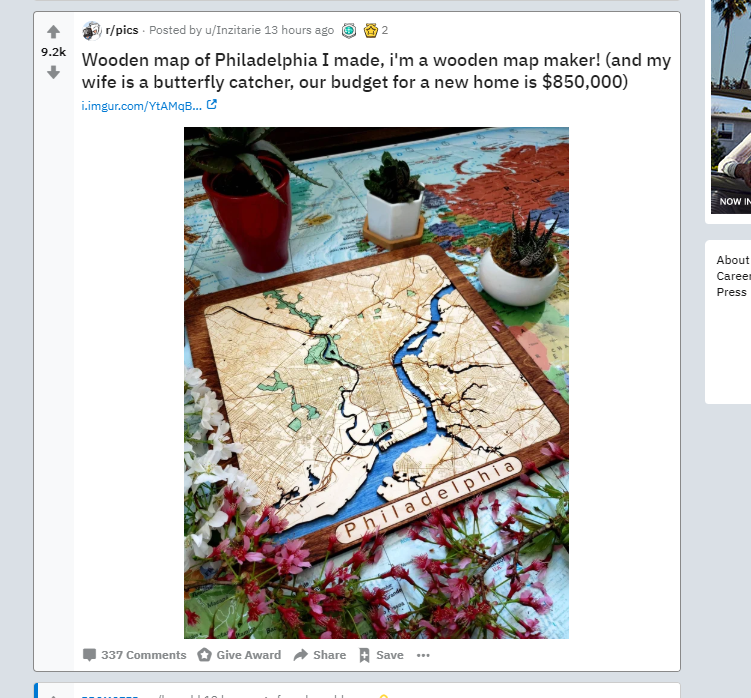 r/pics · Posted by u/Inzitarie 13 hours ago 2
9.2k
Wooden map of Philadelphia I made, i'm a wooden map maker! (and my
wife is a butterfly catcher, our budget for a new home is $850,000)
i.imgur.com/YtAMqB...
Philadelphia
337 Comments Give Award Share Save ...
NOW IN
About
Career
Press